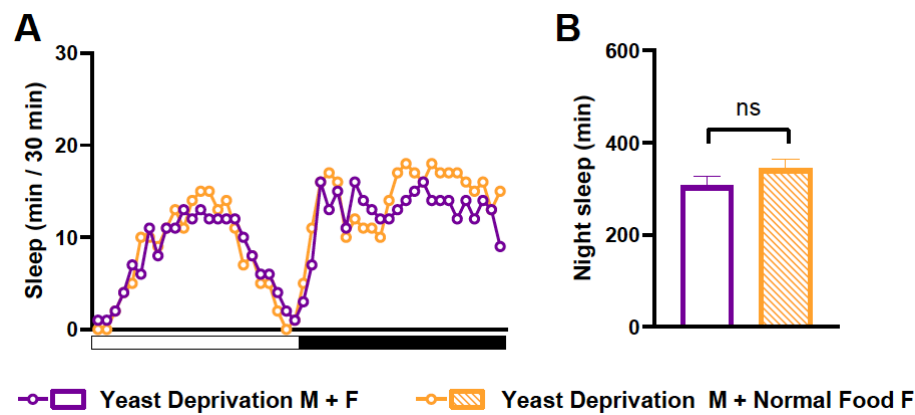 A
B
Sleep (min / 30 min)
30
20
10
0
Night sleep (min)
600
400
200
0
ns
Yeast Deprivation M + F
Yeast Deprivation M + Normal Food F